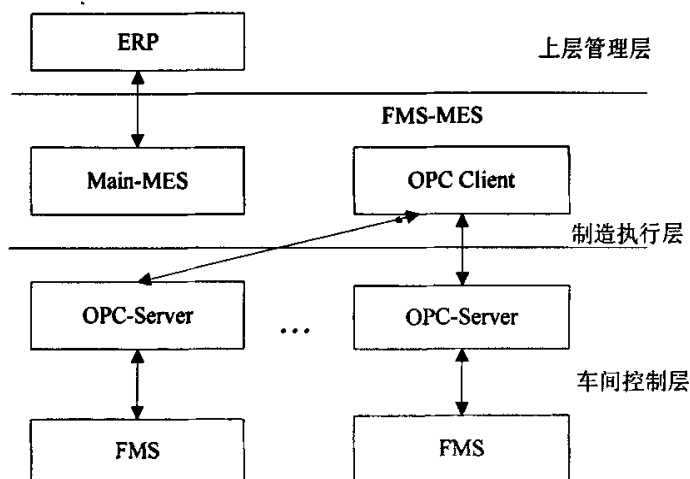 ERP
上层管理层
FMS-MES
Main-MES
OPC Client
制造执行层
OPC-Server
...
OPC-Server
车间控制层
FMS
FMS